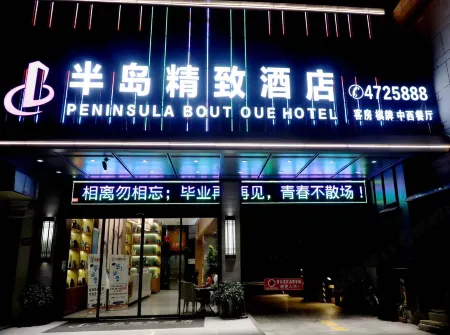 半岛精致酒店
PENINSULA BOUT OUE HOTEL
4725888
客房 棋牌 中西餐厅
相离勿相忘；毕业再再见，青春不散场！